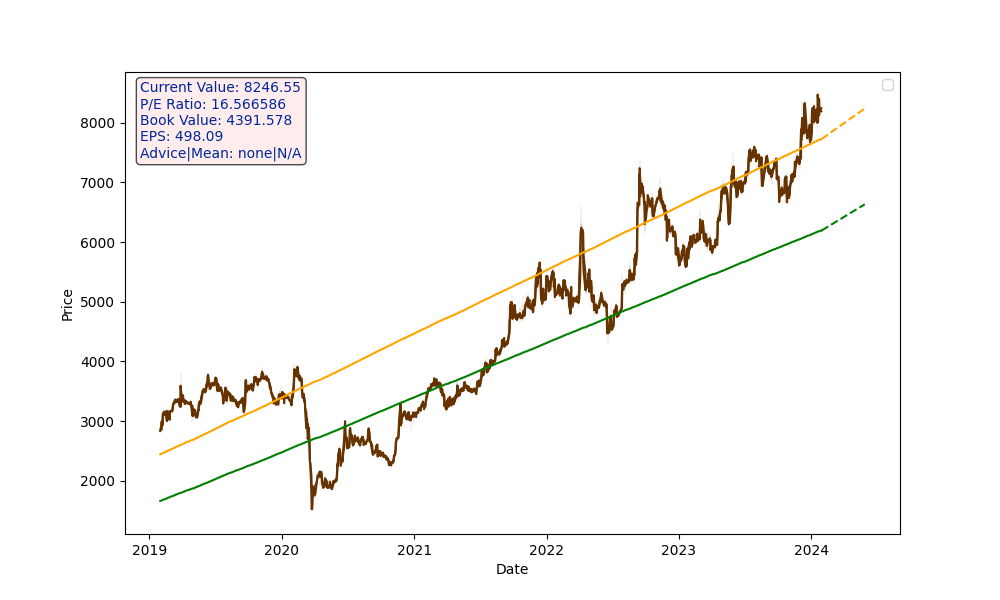 Current Value: 8246.55
P/E Ratio: 16.566586
Book Value: 4391.578
EPS: 498.09
Advice|Mean: none|N/A
8000
7000
6000
5000
4000
3000
2000
Price
2019 2020 2021 2022 2023 2024
Date